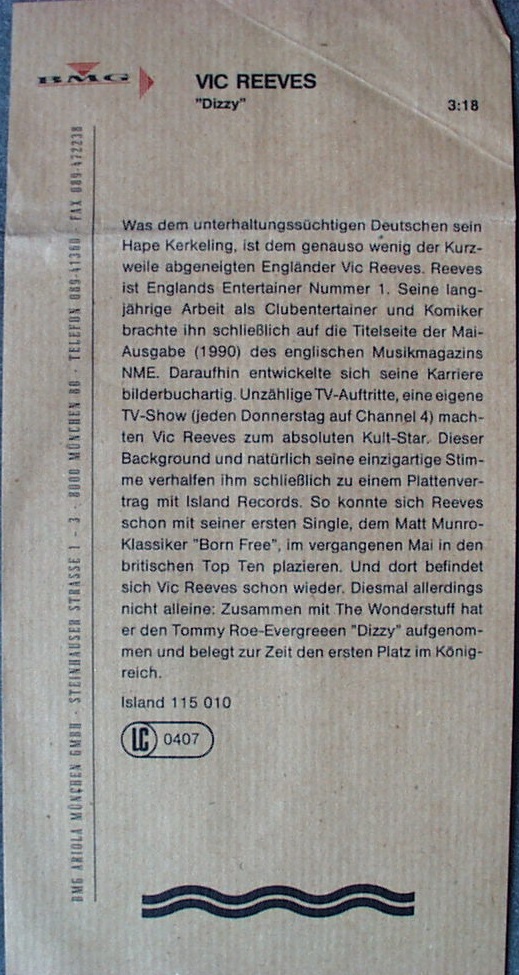 BMG
VIC REEVES
"Dizzy" 3:18
Was dem unterhaltungssüchtigen Deutschen sein
Hape Kerkeling, ist dem genauso wenig der Kurz-
weile abgeneigten Engländer Vic Reeves. Reeves
ist Englands Entertainer Nummer 1. Seine lang-
jährige Arbeit als Clubentertainer und Komiker
brachte ihn schließlich auf die Titelseite der Mai-
Ausgabe (1990) des englischen Musikmagazins
NME. Daraufhin entwickelte sich seine Karriere
bilderbuchartig. Unzählige TV-Auftritte, eine eigene
TV-Show (jeden Donnerstag auf Channel 4) mach-
ten Vic Reeves zum absoluten Kult-Star. Dieser
Background und natürlich seine einzigartige Stim-
me verhalfen ihm schließlich zu einem Plattenver-
trag mit Island Records. So konnte sich Reeves
schon mit seiner ersten Single, dem Matt Munro-
Klassiker "Born Free", im vergangenen Mai in den
britischen Top Ten plazieren. Und dort befindet
sich Vic Reeves schon wieder. Diesmal allerdings
nicht alleine: Zusammen mit The Wonderstuff hat
er den Tommy Roe-Evergreeen "Dizzy" aufgenom-
men und belegt zur Zeit den ersten Platz im König-
reich.
Island 115 010
LC 0407
BMG ARIOLA MÜNCHEN GMBH · STEINHAUSER STRASSE 1 – 3 · 8000 MÜNCHEN 80 · TELEFON 089-41360 FAX 089-472238